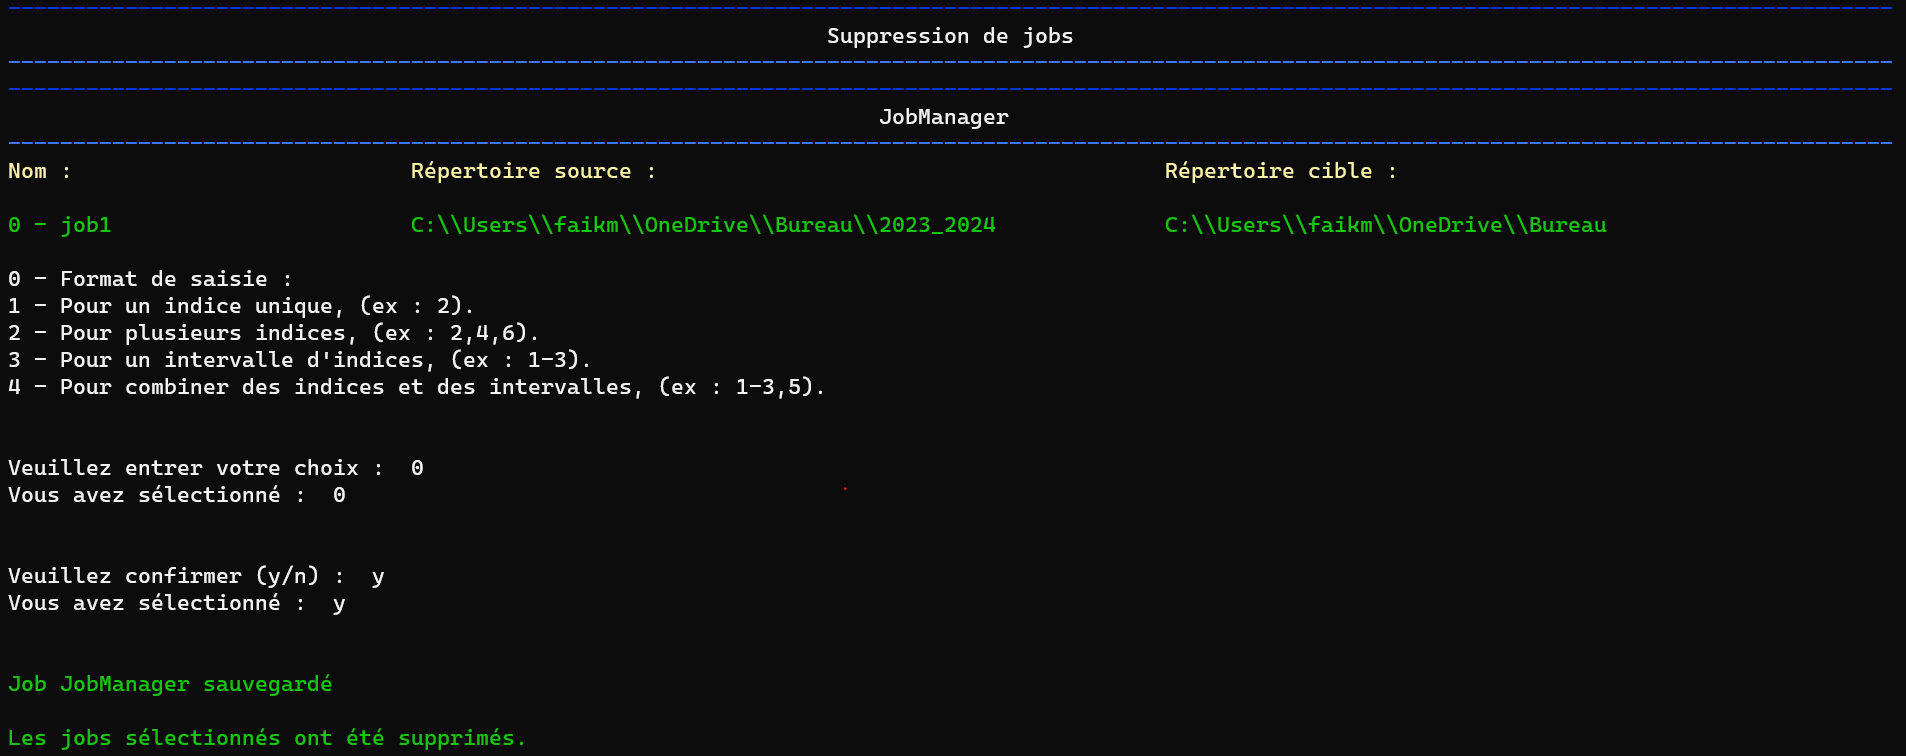 Suppression de jobs
JobManager
Nom : Répertoire source : Répertoire cible :
0 - job1 C:\\Users\\faikm\\OneDrive\\Bureau\\2023_2024 C:\\Users\\faikm\\OneDrive\\Bureau
0 - Format de saisie :
1 - Pour un indice unique, (ex : 2).
2 - Pour plusieurs indices, (ex : 2,4,6).
3 - Pour un intervalle d'indices, (ex : 1-3).
4 - Pour combiner des indices et des intervalles, (ex : 1-3,5).
Veuillez entrer votre choix : 0
Vous avez sélectionné : 0
Veuillez confirmer (y/n) : y
Vous avez sélectionné : y
Job JobManager sauvegardé
Les jobs sélectionnés ont été supprimés.